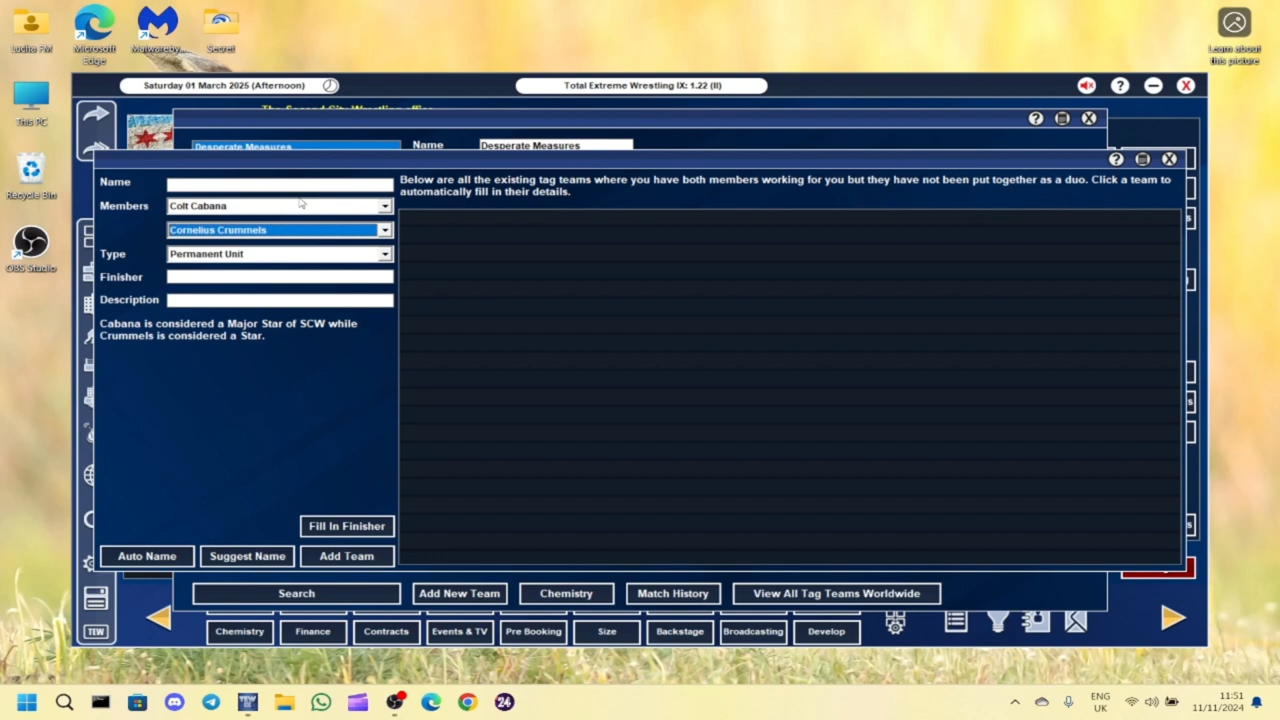 Lucha FM
Microsoft
Edge
Malwareby...
Secret
Learn about
this picture
This PC
Recycle Bin
OBS Studio
Saturday 01 March 2025 (Afternoon)
Total Extreme Wrestling IX: 1.22 (II)
The Second City Wrestling office
Desperate Measures
Name
Desperate Measures
Name
Members
Colt Cabana
Cornelius Crummels
Type
Permanent Unit
Finisher
Description
Cabana is considered a Major Star of SCW while
Crummels is considered a Star.
Below are all the existing tag teams where you have both members working for you but they have not been put together as a duo. Click a team to
automatically fill in their details.
Fill In Finisher
Auto Name
Suggest Name
Add Team
Search
Add New Team
Chemistry
Match History
View All Tag Teams Worldwide
Chemistry
Finance
Contracts
Events & TV
Pre Booking
Size
Backstage
Broadcasting
Develop
TEW
TEW
24
ENG
UK
11:51
11/11/2024